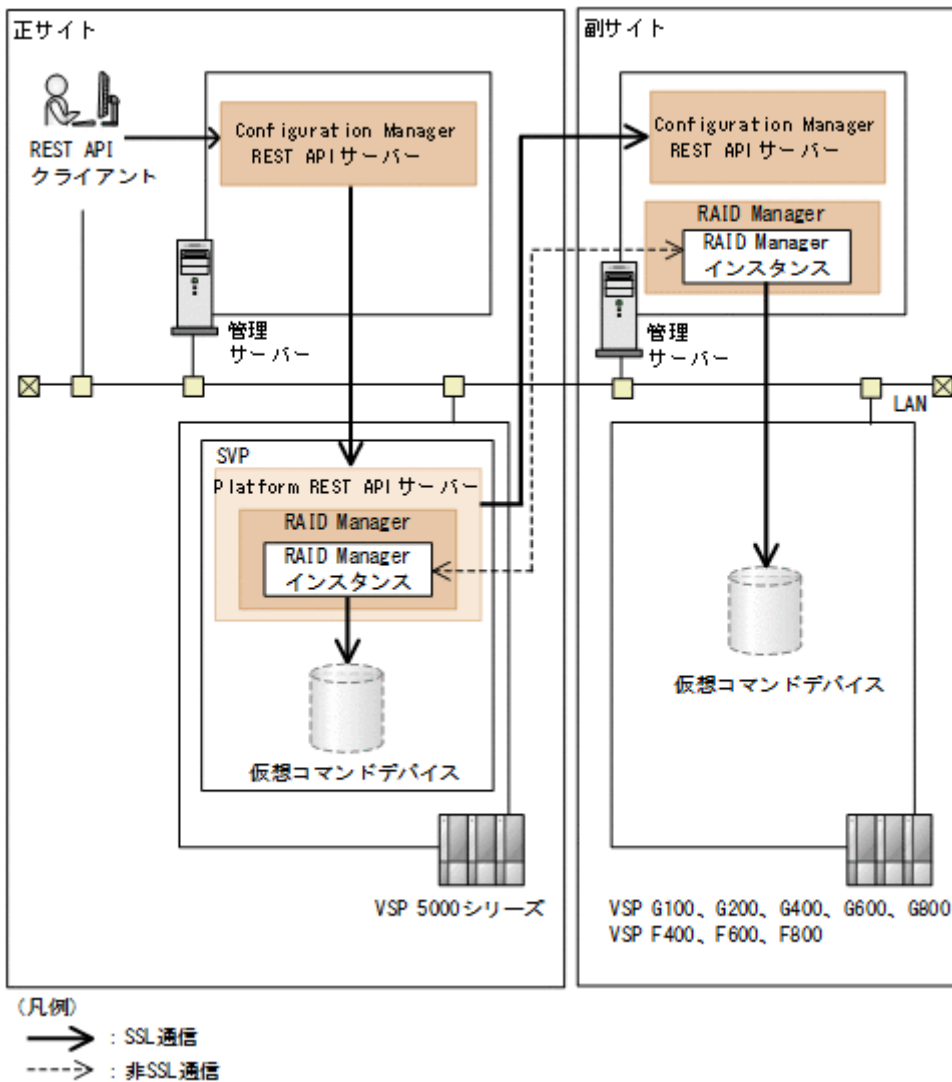 正サイト
REST API
クライアント
Configuration Manager
REST APIサーバー
管理
サーバー
副サイト
Configuration Manager
REST APIサーバー
RAID Manager
RAID Manager
インスタンス
管理
サーバー
LAN
SVP
Platform REST APIサーバー
RAID Manager
RAID Manager
インスタンス
仮想コマンドデバイス
VSP 5000シリーズ
仮想コマンドデバイス
VSP G100、G200、G400、G600、G800
VSP F400、F600、F800
(凡例)
: SSL通信
: 非SSL通信